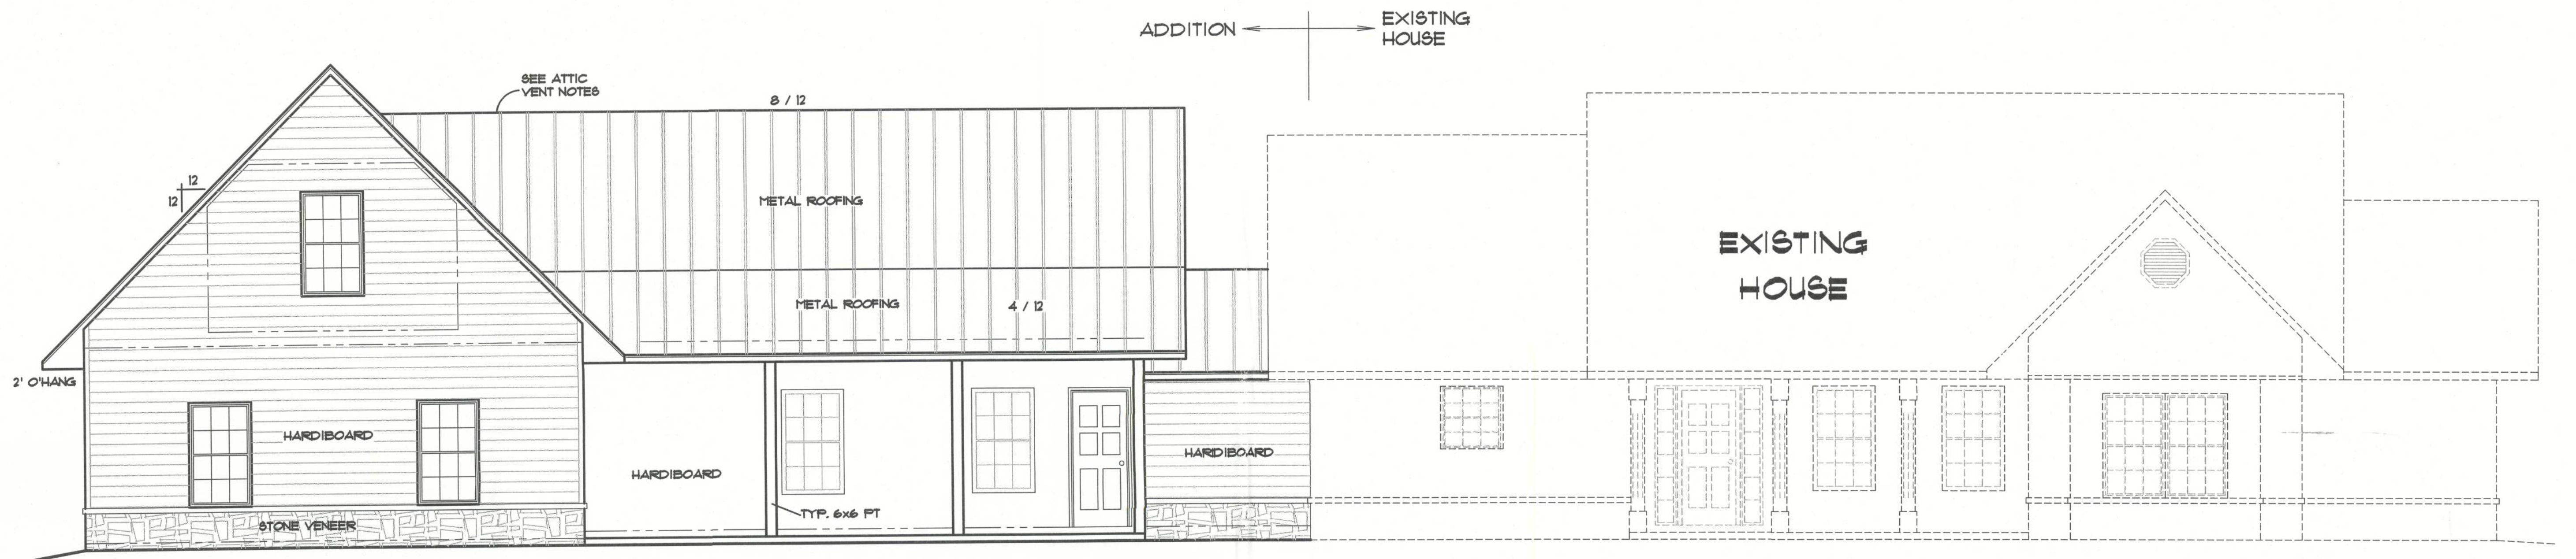 ADDITION
EXISTING
HOUSE
SEE ATTIC
VENT NOTES
8 / 12
12
12
METAL ROOFING
EXISTING
HOUSE
METAL ROOFING
4 / 12
2' O'HANG
HARDIBOARD
HARDIBOARD
HARDIBOARD
TYP. 6x6 PT
STONE VENEER